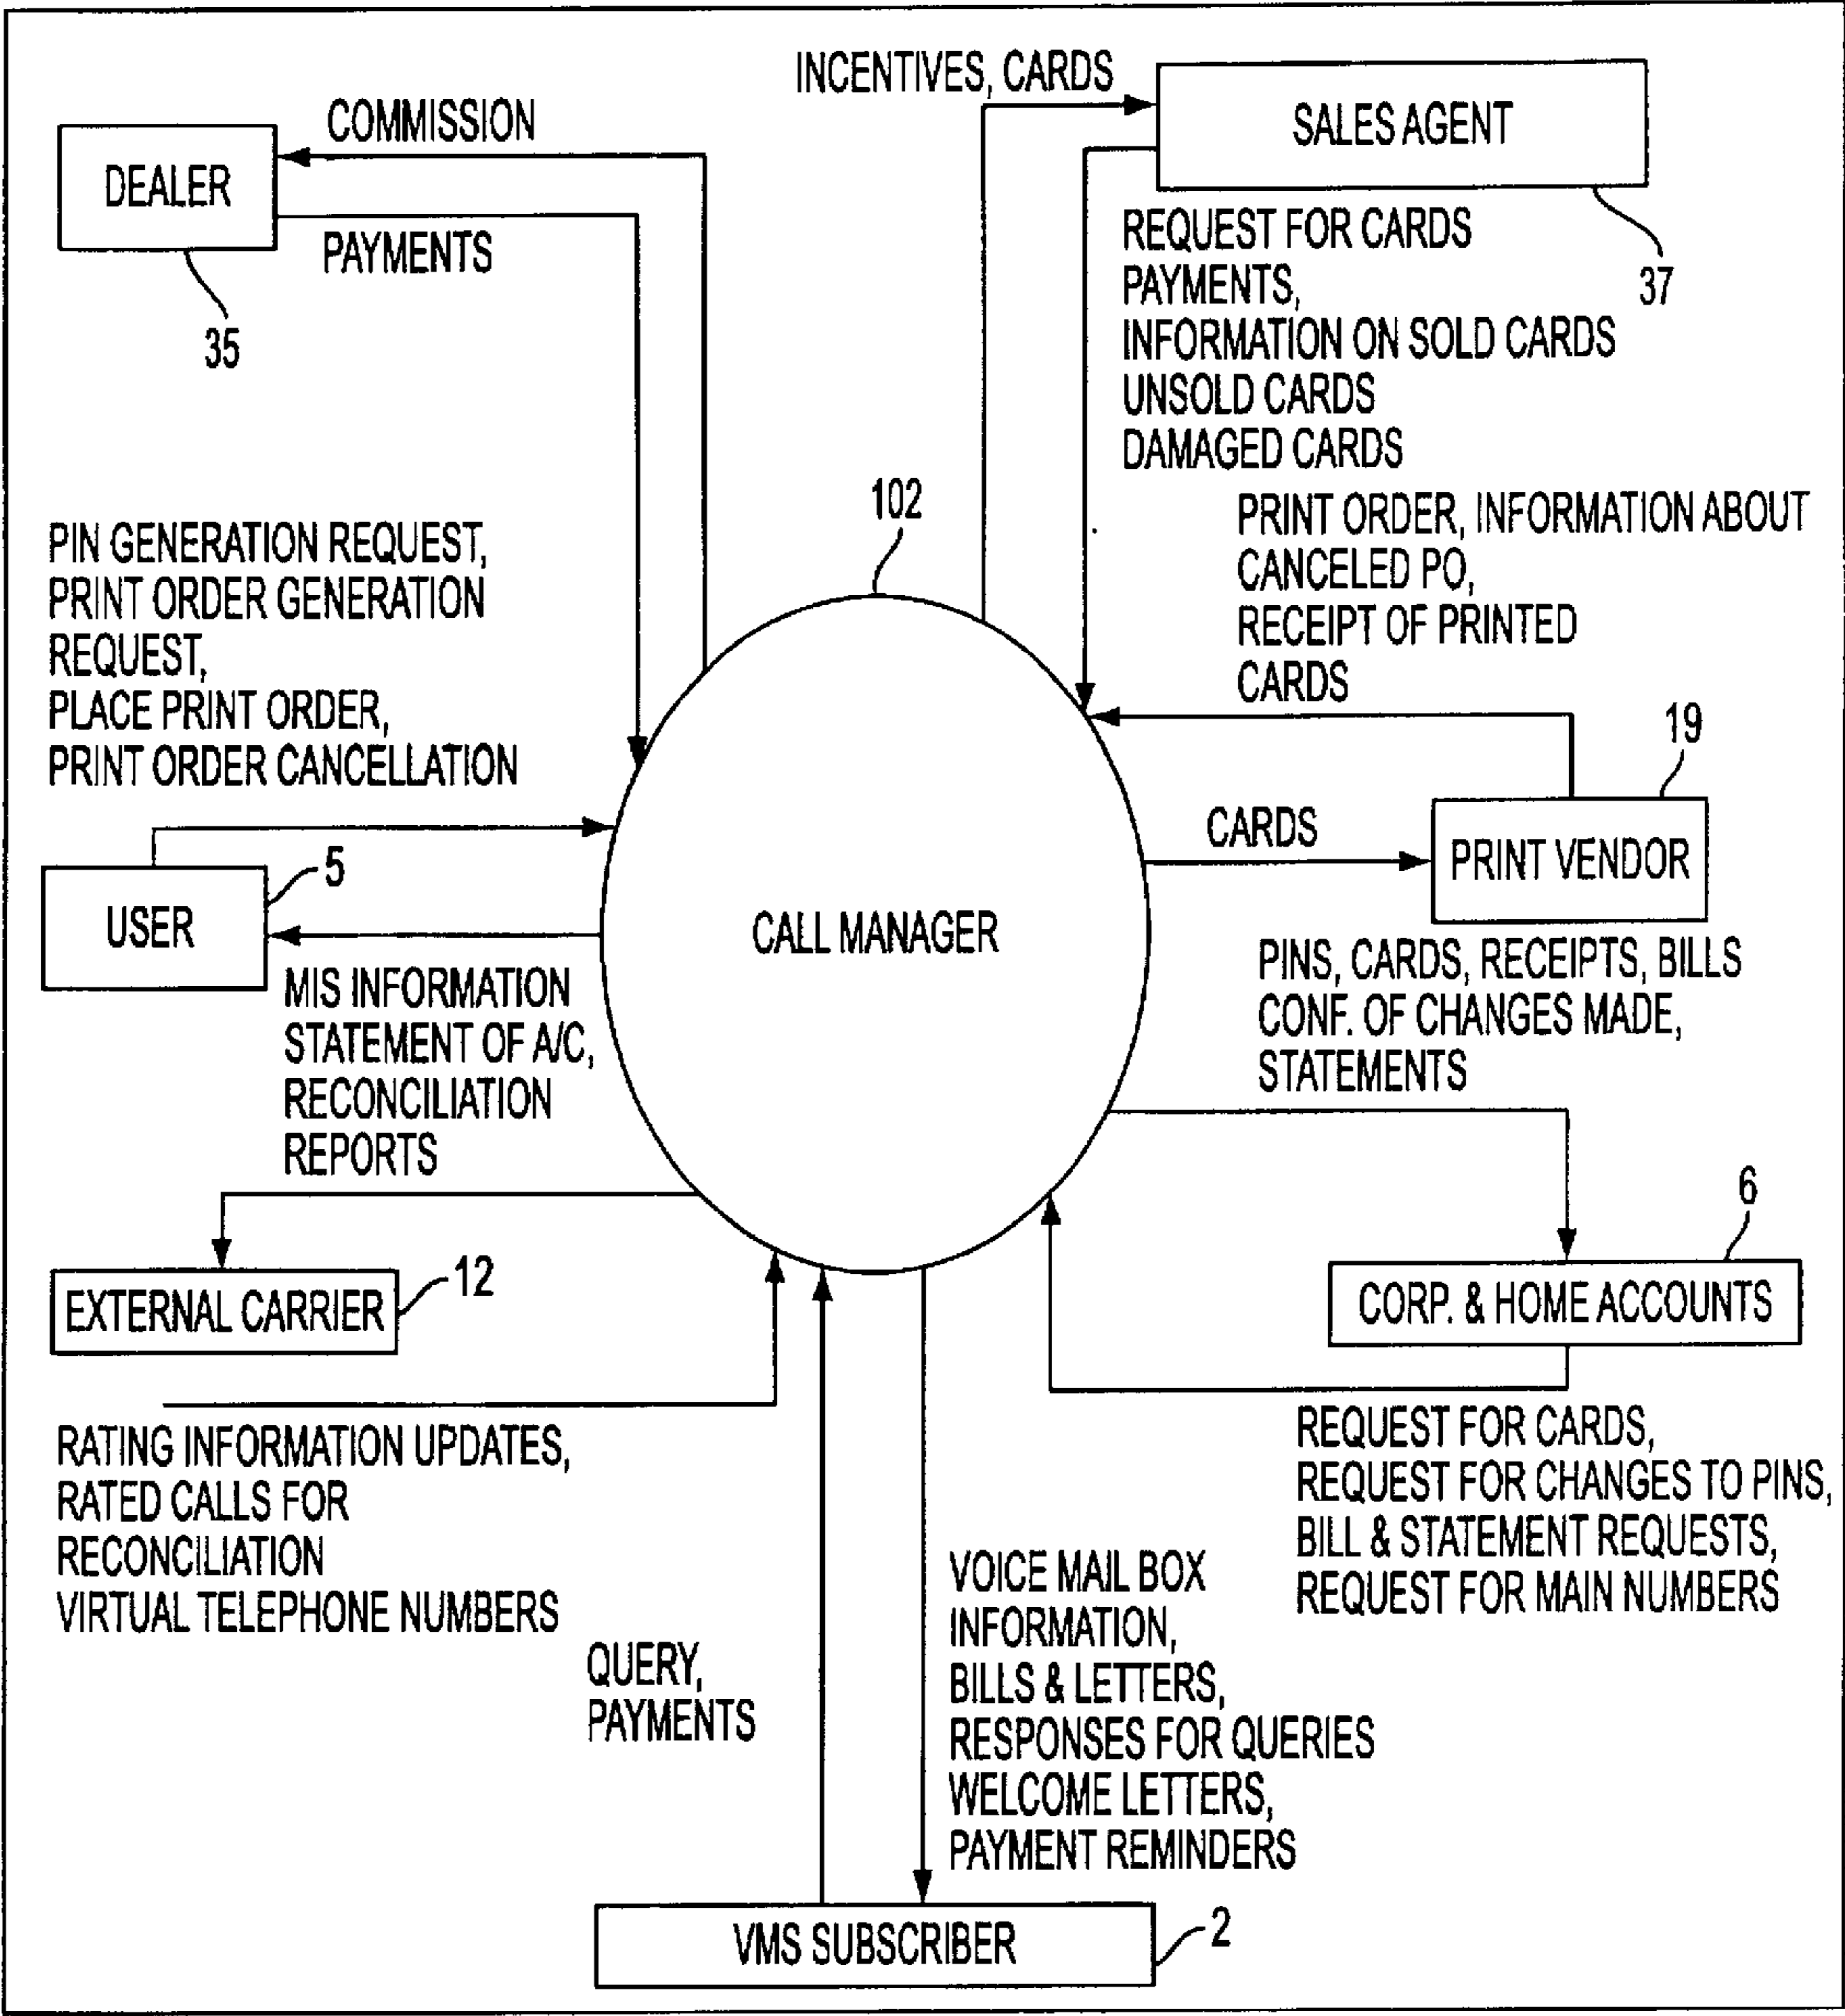 INCENTIVES, CARDS
SALES AGENT
37
COMMISSION
DEALER
PAYMENTS
35
REQUEST FOR CARDS
PAYMENTS,
INFORMATION ON SOLD CARDS
UNSOLD CARDS
DAMAGED CARDS
102
PRINT ORDER, INFORMATION ABOUT
CANCELED PO,
RECEIPT OF PRINTED
CARDS
PIN GENERATION REQUEST,
PRINT ORDER GENERATION
REQUEST,
PLACE PRINT ORDER,
PRINT ORDER CANCELLATION
19
CARDS
PRINT VENDOR
5
USER
CALL MANAGER
MIS INFORMATION
STATEMENT OF A/C,
RECONCILIATION
REPORTS
PINS, CARDS, RECEIPTS, BILLS
CONF. OF CHANGES MADE,
STATEMENTS
6
CORP. & HOME ACCOUNTS
EXTERNAL CARRIER
12
RATING INFORMATION UPDATES,
RATED CALLS FOR
RECONCILIATION
VIRTUAL TELEPHONE NUMBERS
REQUEST FOR CARDS,
REQUEST FOR CHANGES TO PINS,
BILL & STATEMENT REQUESTS,
REQUEST FOR MAIN NUMBERS
QUERY,
PAYMENTS
VOICE MAIL BOX
INFORMATION,
BILLS & LETTERS,
RESPONSES FOR QUERIES
WELCOME LETTERS,
PAYMENT REMINDERS
VMS SUBSCRIBER
2